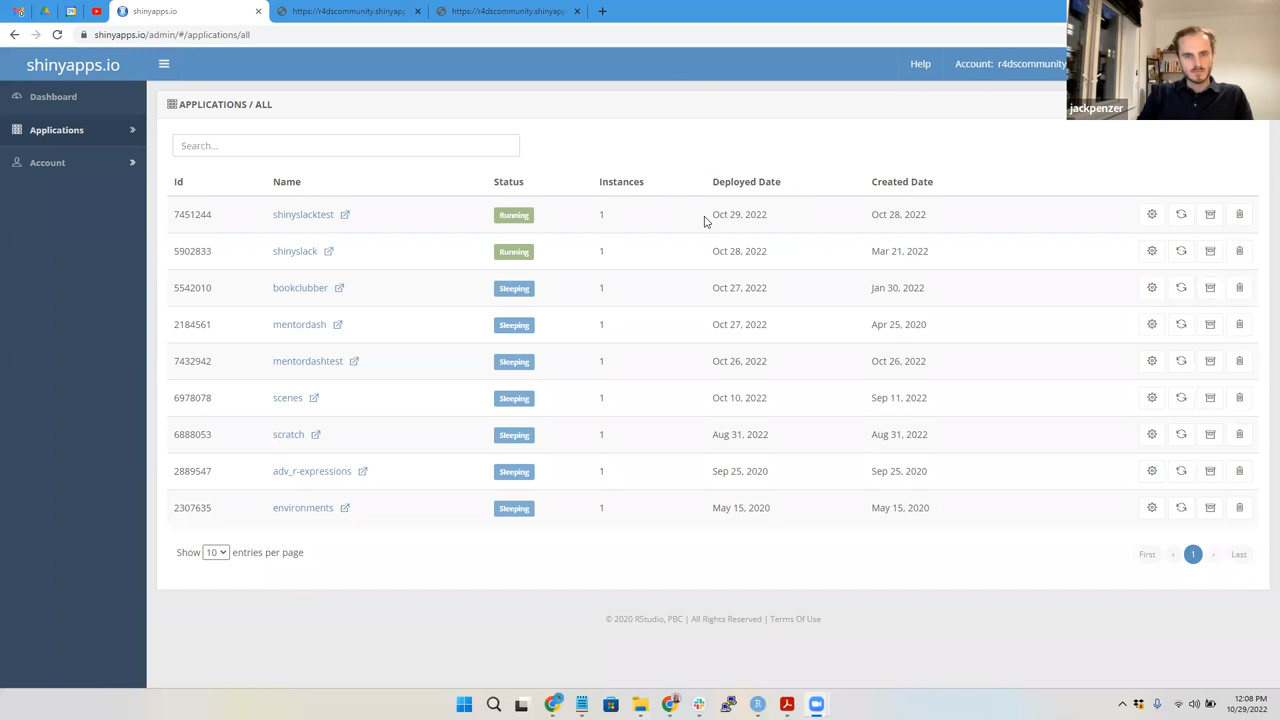 shinyapps.io
https://r4dscommunity.shinyapp
https://r4dscommunity.shinyapp
shinyapps.io/admin/#/applications/all
shinyapps.io
Help
Account: r4dscommunity
jackpenzer
Dashboard
Applications
Account
APPLICATIONS / ALL
Search...
Id Name Status Instances Deployed Date Created Date
7451244 shinyslacktest Running 1 Oct 29, 2022 Oct 28, 2022
5902833 shinyslack Running 1 Oct 28, 2022 Mar 21, 2022
5542010 bookclubber Sleeping 1 Oct 27, 2022 Jan 30, 2022
2184561 mentordash Sleeping 1 Oct 27, 2022 Apr 25, 2020
7432942 mentordashtest Sleeping 1 Oct 26, 2022 Oct 26, 2022
6978078 scenes Sleeping 1 Oct 10, 2022 Sep 11, 2022
6888053 scratch Sleeping 1 Aug 31, 2022 Aug 31, 2022
2889547 adv_r-expressions Sleeping 1 Sep 25, 2020 Sep 25, 2020
2307635 environments Sleeping 1 May 15, 2020 May 15, 2020
Show 10 entries per page
First ‹ 1 › Last
© 2020 RStudio, PBC | All Rights Reserved | Terms Of Use
12:08 PM
10/29/2022